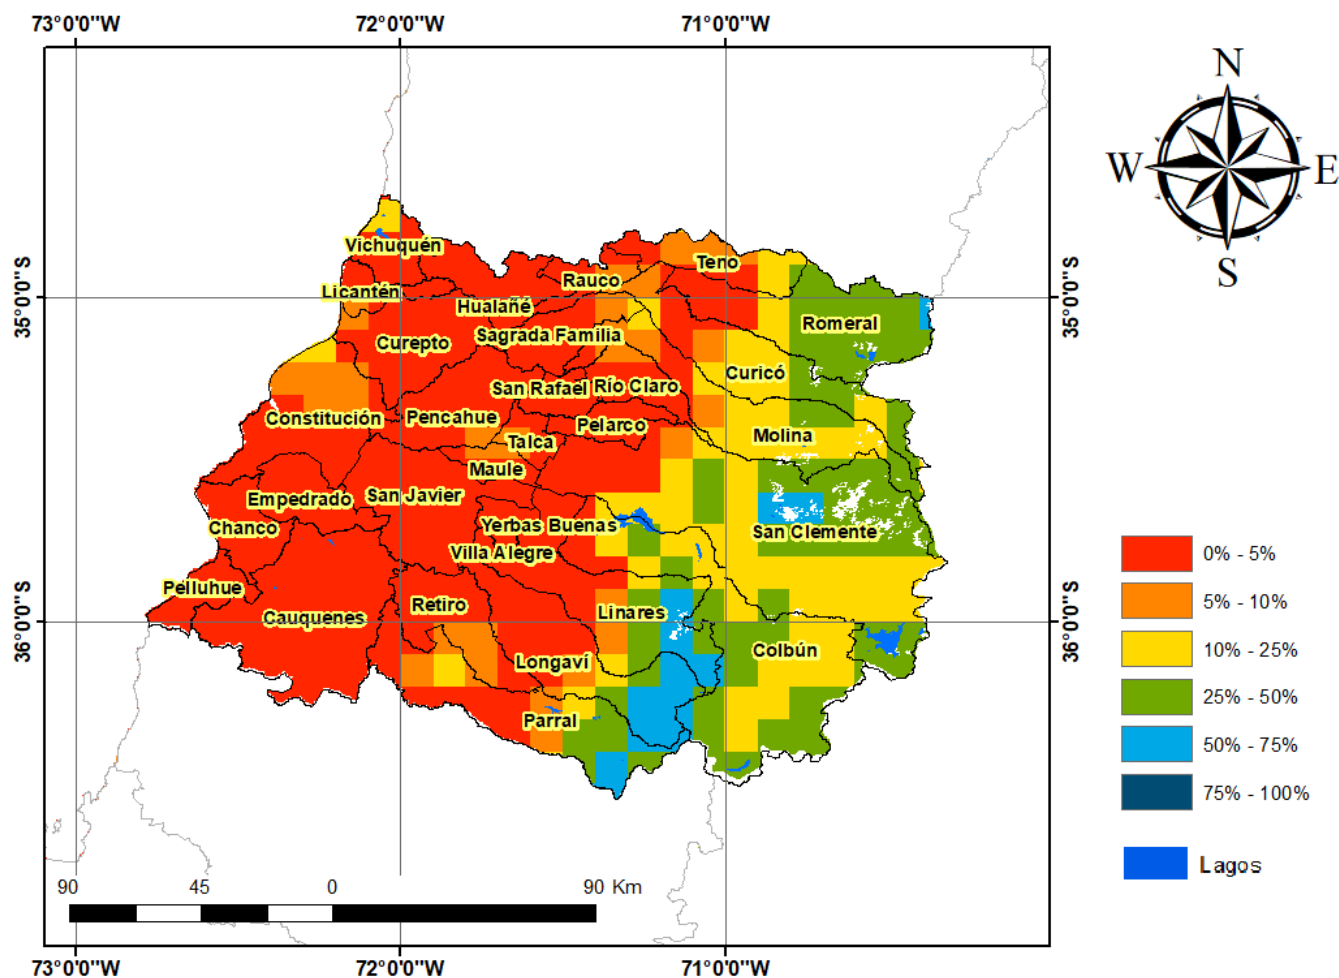 73°0'0"W 72°0'0"W 71°0'0"W
N
W E
S
35°0'0"S
35°0'0"S
Vichuquén
Teno
Licantén
Rauco
Hualañé
Romeral
Sagrada Familia
Curepto
Curicó
San Rafael
Río Claro
Constitución
Pencahue
Pelarco
Molina
Talca
Maule
Empedrado
San Javier
Chanco
Yerbas Buenas
San Clemente
Villa Alegre
Pelluhue
Retiro
Linares
Cauquenes
Colbún
Longaví
Parral
36°0'0"S
36°0'0"S
0% - 5%
5% - 10%
10% - 25%
25% - 50%
50% - 75%
75% - 100%
Lagos
90 45 0 90 Km
73°0'0"W 72°0'0"W 71°0'0"W